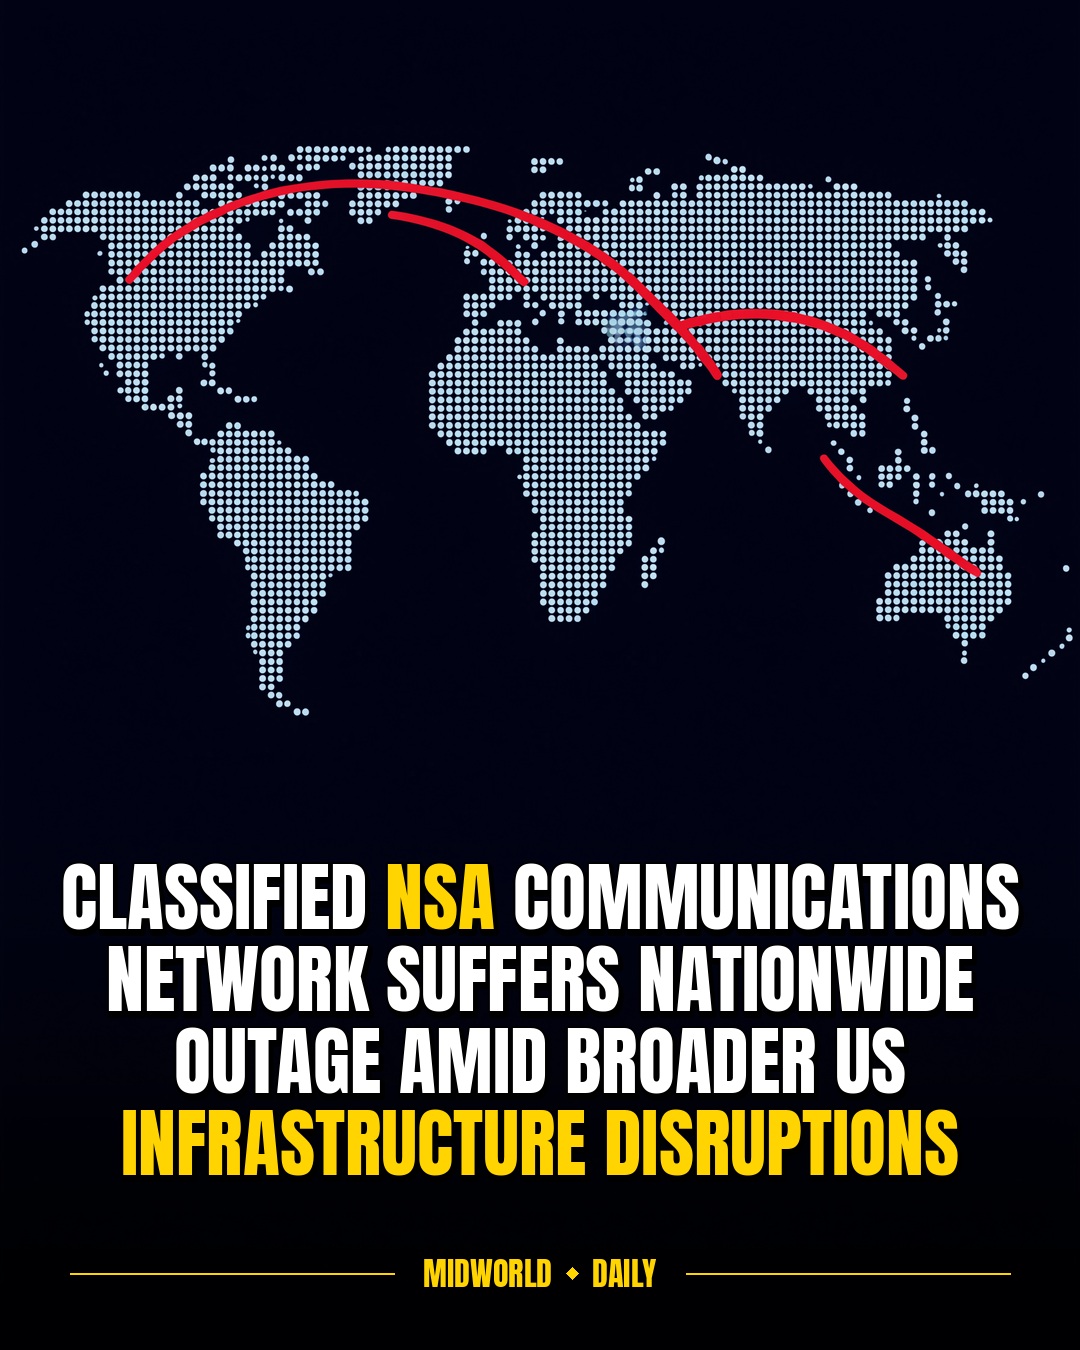 CLASSIFIED NSA COMMUNICATIONS
NETWORK SUFFERS NATIONWIDE
OUTAGE AMID BROADER US
INFRASTRUCTURE DISRUPTIONS
MIDWORLD ◆ DAILY